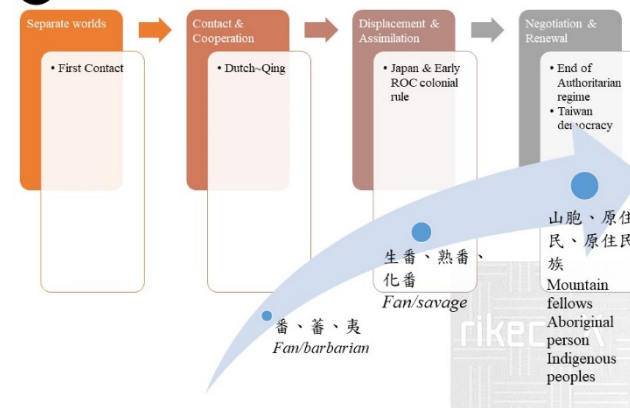 Separate worlds
• First Contact
Contact &
Cooperation
• Dutch~Qing
Displacement &
Assimilation
• Japan & Early
ROC colonial
rule
Negotiation &
Renewal
• End of
Authoritarian
regime
• Taiwan
democracy
番、蕃、夷
Fan/barbarian
生番、熟番、
化番
Fan/savage
山胞、原住
民、原住民
族
Mountain
fellows
Aboriginal
person
Indigenous
peoples